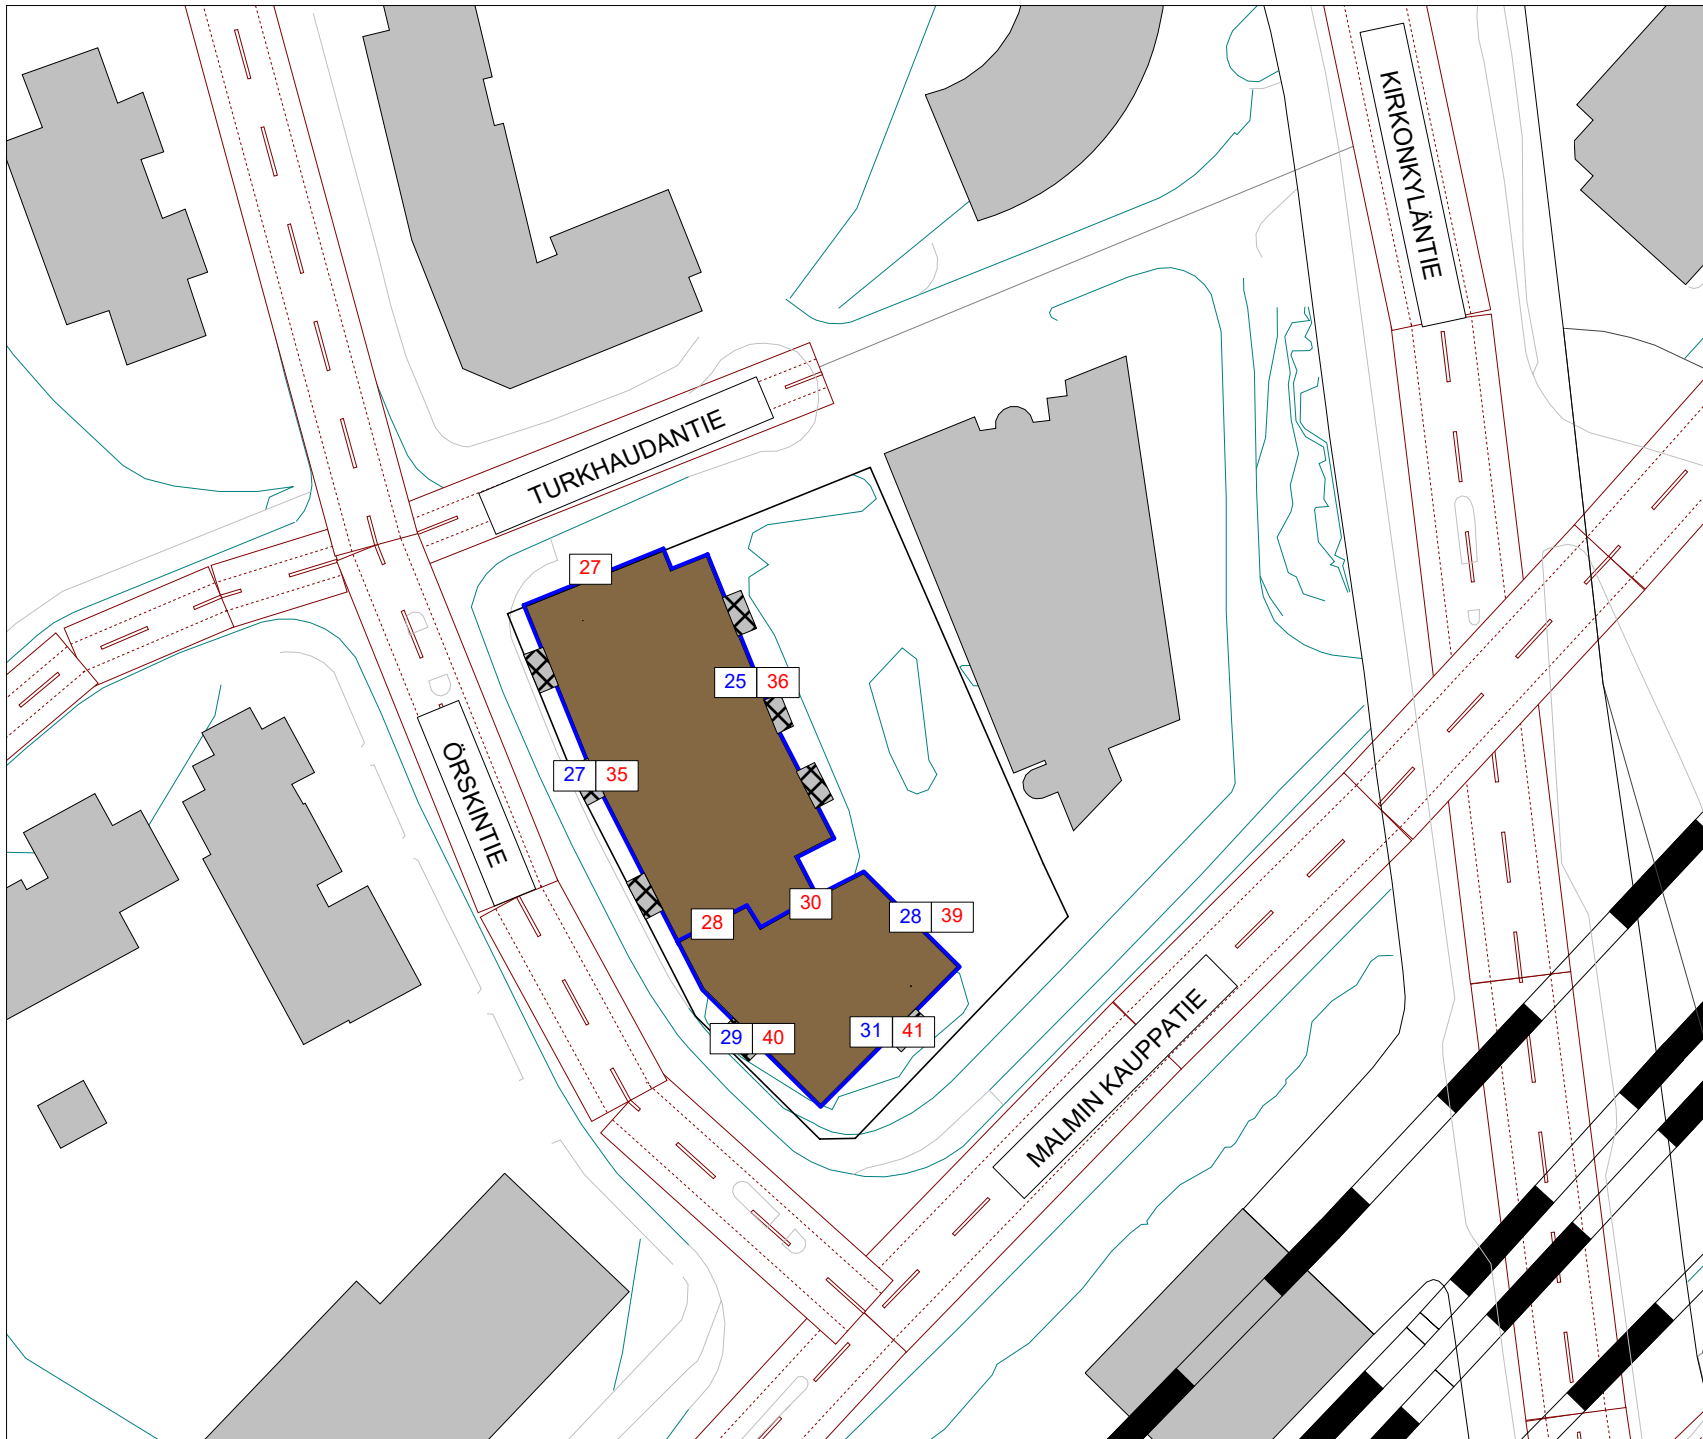 KIRKONKYLÄNTIE
TURKHAUDANTIE
27
25 36
27 35
ÖRSKINTIE
28
30
28 39
29 40
31 41
MALMIN KAUPPATIE